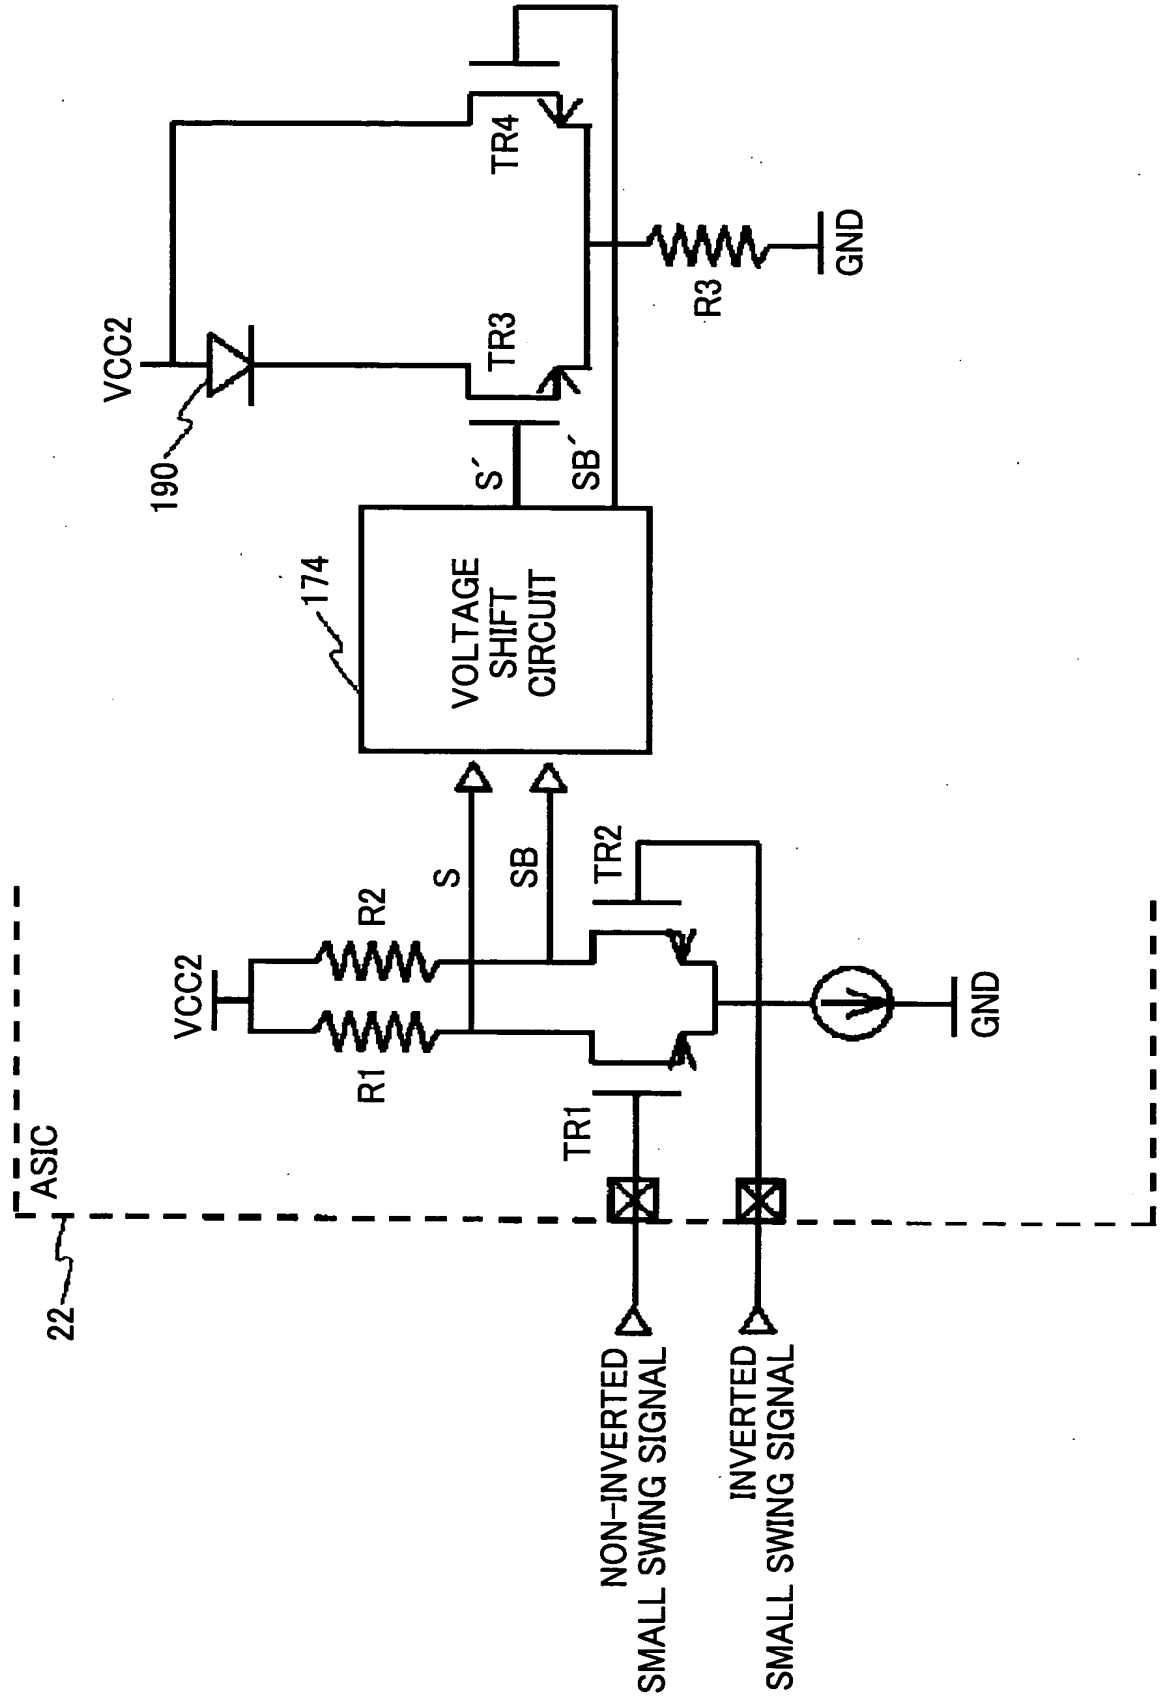 22
ASIC
NON-INVERTED
SMALL SWING SIGNAL
INVERTED
SMALL SWING SIGNAL
VCC2
R1
R2
TR1
TR2
GND
S
SB
174
VOLTAGE
SHIFT
CIRCUIT
S´
SB´
190
VCC2
TR3
TR4
R3
GND